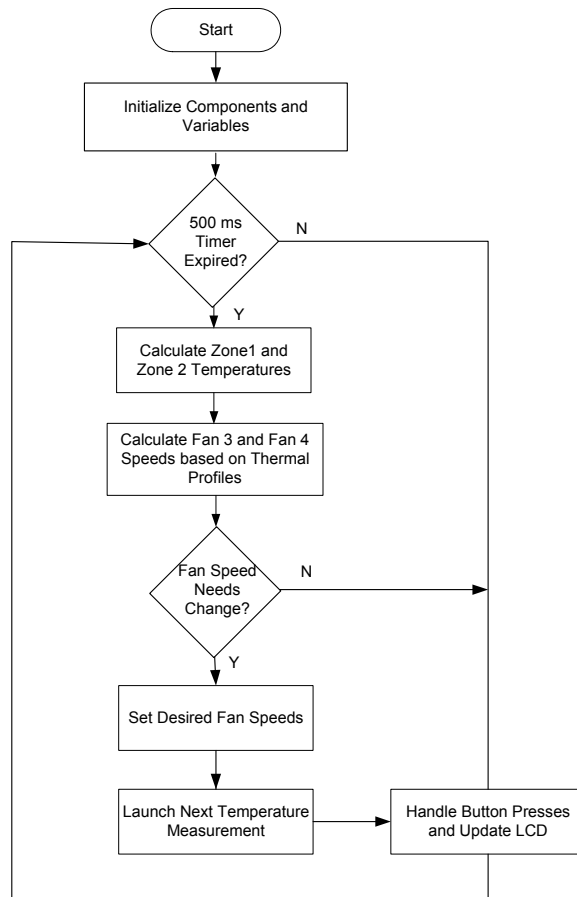 Start
Initialize Components and
Variables
500 ms
Timer
Expired?
N
Y
Calculate Zone1 and
Zone 2 Temperatures
Calculate Fan 3 and Fan 4
Speeds based on Thermal
Profiles
Fan Speed
Needs
Change?
N
Y
Set Desired Fan Speeds
Launch Next Temperature
Measurement
Handle Button Presses
and Update LCD